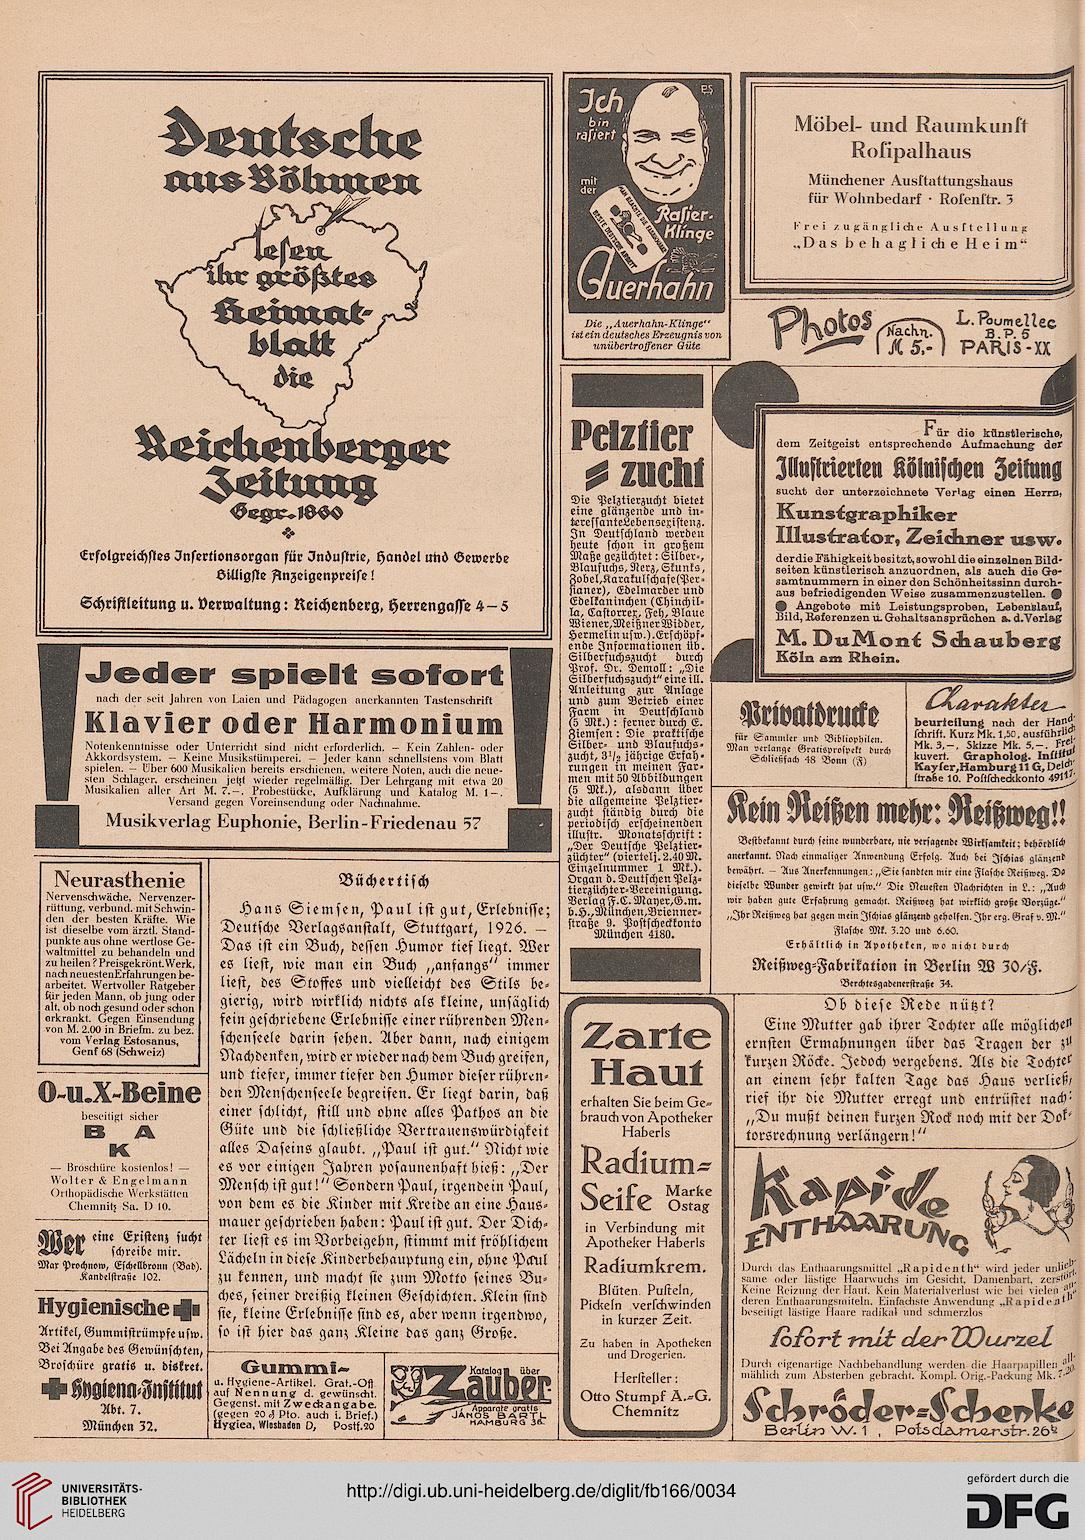 Deutsche
aus Böhmen
lesen
ihr größtes
Heimat-
blatt
die
Reichenberger
Zeitung
Gegr. 1860
Erfolgreichstes Insertionsorgan für Industrie, Handel und Gewerbe
Billigste Anzeigenpreise!
Schriftleitung u. Verwaltung: Reichenberg, Herrengasse 4–5
Jeder spielt sofort
nach der seit Jahren von Laien und Pädagogen anerkannten Tastenschrift
Klavier oder Harmonium
Notenkenntnisse oder Unterricht sind nicht erforderlich. – Kein Zahlen- oder
Akkordsystem. – Keine Musikstümperei. – Jeder kann schnellstens vom Blatt
spielen. – Über 600 Musikalien bereits erschienen, weitere Noten, auch die neue-
sten Schlager, erscheinen jetzt wieder regelmäßig. Der Lehrgang mit etwa 20
Musikalien aller Art M. 7.–. Probestücke, Aufklärung und Katalog M. 1–.
Versand gegen Voreinsendung oder Nachnahme.
Musikverlag Euphonie, Berlin-Friedenau 57
Neurasthenie
Nervenschwäche, Nervenzer-
rüttung, verbund. mit Schwin-
den der besten Kräfte. Wie
ist dieselbe vom ärztl. Stand-
punkte aus ohne wertlose Ge-
waltmittel zu behandeln und
zu heilen? Preisgekrönt. Werk,
nach neuesten Erfahrungen be-
arbeitet. Wertvoller Ratgeber
für jeden Mann, ob jung oder
alt, ob noch gesund oder schon
erkrankt. Gegen Einsendung
von M. 2.00 in Briefm. zu bez.
vom Verlag Estosanus,
Genf 68 (Schweiz)
O-u.X-Beine
beseitigt sicher
B A
K
— Broschüre kostenlos! —
Wolter & Engelmann
Orthopädische Werkstätten
Chemnitz Sa. D 10.
Wer eine Existenz sucht
schreibe mir.
Max Prochnow, Eschelbronn (Bad).
Kandelstraße 102.
Hygienische
Artikel, Gummistrümpfe usw.
Bei Angabe des Gewünschten,
Broschüre gratis u. diskret.
Hygiena-Institut
Abt. 7.
München 32.
Büchertisch
Hans Siemsen, Paul ist gut, Erlebnisse;
Deutsche Verlagsanstalt, Stuttgart, 1926. —
Das ist ein Buch, dessen Humor tief liegt. Wer
es liest, wie man ein Buch „anfangs“ immer
liest, des Stoffes und vielleicht des Stils be-
gierig, wird wirklich nichts als kleine, unsäglich
fein geschriebene Erlebnisse einer rührenden Men-
schenseele darin sehen. Aber dann, nach einigem
Nachdenken, wird er wieder nach dem Buch greifen,
und tiefer, immer tiefer den Humor dieser rühren-
den Menschenseele begreifen. Er liegt darin, daß
einer schlicht, still und ohne alles Pathos an die
Güte und die schließliche Vertrauenswürdigkeit
alles Daseins glaubt. „Paul ist gut.“ Nicht wie
es vor einigen Jahren posaunenhaft hieß: „Der
Mensch ist gut!“ Sondern Paul, irgendein Paul,
von dem es die Kinder mit Kreide an eine Haus-
mauer geschrieben haben: Paul ist gut. Der Dich-
ter liest es im Vorbeigehn, stimmt mit fröhlichem
Lächeln in diese Kinderbehauptung ein, ohne Paul
zu kennen, und macht sie zum Motto seines Bu-
ches, seiner dreißig kleinen Geschichten. Klein sind
sie, kleine Erlebnisse sind es, aber wenn irgendwo,
so ist hier das ganz Kleine das ganz Große.
Gummi-
u. Hygiene-Artikel. Grat.-Off
auf Nennung d. gewünscht.
Gegenst. mit Zweckangabe.
(gegen 20 ₰ Pto. auch i. Brief.)
Hygica, Wiesbaden D, Postf. 20
Katalog über
Zauber-
Apparate gratis
JANOS BARTL
HAMBURG 36.
Ich
bin
rasiert
mit
der
MAN BEACHTE DIE FABRIKMARKE
BESTE DEUTSCHE ARBEIT
Rasier-
Klinge
Auerhahn
Die „Auerhahn-Klinge“
ist ein deutsches Erzeugnis von
unübertroffener Güte
Pelztier
zucht
Die Pelztierzucht bietet
eine glänzende und in-
teressante Lebensexistenz.
In Deutschland werden
heute schon in großem
Maße gezüchtet: Silber-,
Blaufuchs, Nerz, Skunks,
Zobel, Karakulschafe (Per-
sianer), Edelmarder und
Edelkaninchen (Chinchil-
la, Castorrex, Feh, Blaue
Wiener, Meißner Widder,
Hermelin usw.). Erschöpf-
ende Informationen üb.
Silberfuchszucht durch
Prof. Dr. Demoll: „Die
Silberfuchszucht“ eine ill.
Anleitung zur Anlage
und zum Betrieb einer
Farm in Deutschland
(5 Mk.): ferner durch E.
Ziemsen: Die praktische
Silber- und Blaufuchs-
zucht, 3½ jährige Erfah-
rungen in meinen Far-
men mit 50 Abbildungen
(5 Mk.), alsdann über
die allgemeine Pelztier-
zucht ständig durch die
periodisch erscheinenden
illustr. Monatsschrift:
„Der Deutsche Pelztier-
züchter“ (viertelj. 2.40 M.
Einzelnummer 1 Mk.).
Organ d. Deutschen Pelz-
tierzüchter-Vereinigung.
Verlag F. C. Mayer, G. m.
b. H., München, Brienner-
straße 9. Postscheckkonto
München 4180.
Zarte
Haut
erhalten Sie beim Ge-
brauch von Apotheker
Haberls
Radium-
Seife Marke
Ostag
in Verbindung mit
Apotheker Haberls
Radiumkrem.
Blüten, Pusteln,
Pickeln verschwinden
in kurzer Zeit.
Zu haben in Apotheken
und Drogerien.
Hersteller:
Otto Stumpf A.-G.
Chemnitz
Möbel- und Raumkunst
Rosipalhaus
Münchener Ausstattungshaus
für Wohnbedarf · Rosenstr. 3
Frei zugängliche Ausstellung
„Das behagliche Heim“
Photos
Nachn.
M 5,-
L. Poumellec
B.P. 5
PARIS-XX
Für die künstlerische,
dem Zeitgeist entsprechende Aufmachung der
Illustrierten Kölnischen Zeitung
sucht der unterzeichnete Verlag einen Herrn,
Kunstgraphiker
Illustrator, Zeichner usw.
der die Fähigkeit besitzt, sowohl die einzelnen Bild-
seiten künstlerisch anzuordnen, als auch die Ge-
samtnummern in einer den Schönheitssinn durch-
aus befriedigenden Weise zusammenzustellen.
Angebote mit Leistungsproben, Lebenslauf,
Bild, Referenzen u. Gehaltsansprüchen a. d. Verlag
M. DuMont Schauberg
Köln am Rhein.
Privatdrucke
für Sammler und Bibliophilen.
Man verlange Gratisprospekt durch
Schließfach 48 Bonn (F)
Charakter
beurteilung nach der Hand-
schrift. Kurz Mk. 1,50, ausführlich
Mk. 3,–, Skizze Mk. 5,–. Frei-
kuvert. Grapholog. Institut
Kayser, Hamburg 11 G, Deich-
straße 10. Postscheckkonto 49117.
Kein Reißen mehr: Reißweg!!
Bestbekannt durch seine wunderbare, nie versagende Wirksamkeit; behördlich
anerkannt. Nach einmaliger Anwendung Erfolg. Auch bei Ischias glänzend
bewährt. — Aus Anerkennungen: „Sie sandten mir eine Flasche Reißweg. Da
dieselbe Wunder gewirkt hat usw.“ Die Neuesten Nachrichten in L.: „Auch
wir haben gute Erfahrung gemacht. Reißweg hat wirklich große Vorzüge.“
„Ihr Reißweg hat gegen mein Ischias glänzend geholfen. Ihr erg. Graf v. M.“
Flasche Mk. 3.20 und 6.60.
Erhältlich in Apotheken, wo nicht durch
Reißweg-Fabrikation in Berlin W 30/F.
Berchtesgadenerstraße 34.
Ob diese Rede nützt?
Eine Mutter gab ihrer Tochter alle möglichen
ernsten Ermahnungen über das Tragen der zu
kurzen Röcke. Jedoch vergebens. Als die Tochter
an einem sehr kalten Tage das Haus verließ,
rief ihr die Mutter erregt und entrüstet nach:
„Du mußt deinen kurzen Rock noch mit der Dok-
torsrechnung verlängern!“
Rapide
ENTHAARUNG
Durch das Enthaarungsmittel „Rapidenth“ wird jeder unlieb-
same oder lästige Haarwuchs im Gesicht, Damenbart, zerstört.
Keine Reizung der Haut. Kein Materialverlust wie bei vielen an-
deren Enthaarungsmitteln. Einfachste Anwendung „Rapidenth“
beseitigt lästige Haare radikal und schmerzlos
sofort mit der Wurzel
Durch eigenartige Nachbehandlung werden die Haarpapillen all-
mählich zum Absterben gebracht. Kompl. Orig.-Packung Mk. 7.20.
Schröder-Schenke
Berlin W. 1, Potsdamerstr. 26b
UNIVERSITÄTS-
BIBLIOTHEK
HEIDELBERG
http://digi.ub.uni-heidelberg.de/diglit/fb166/0034
gefördert durch die
DFG